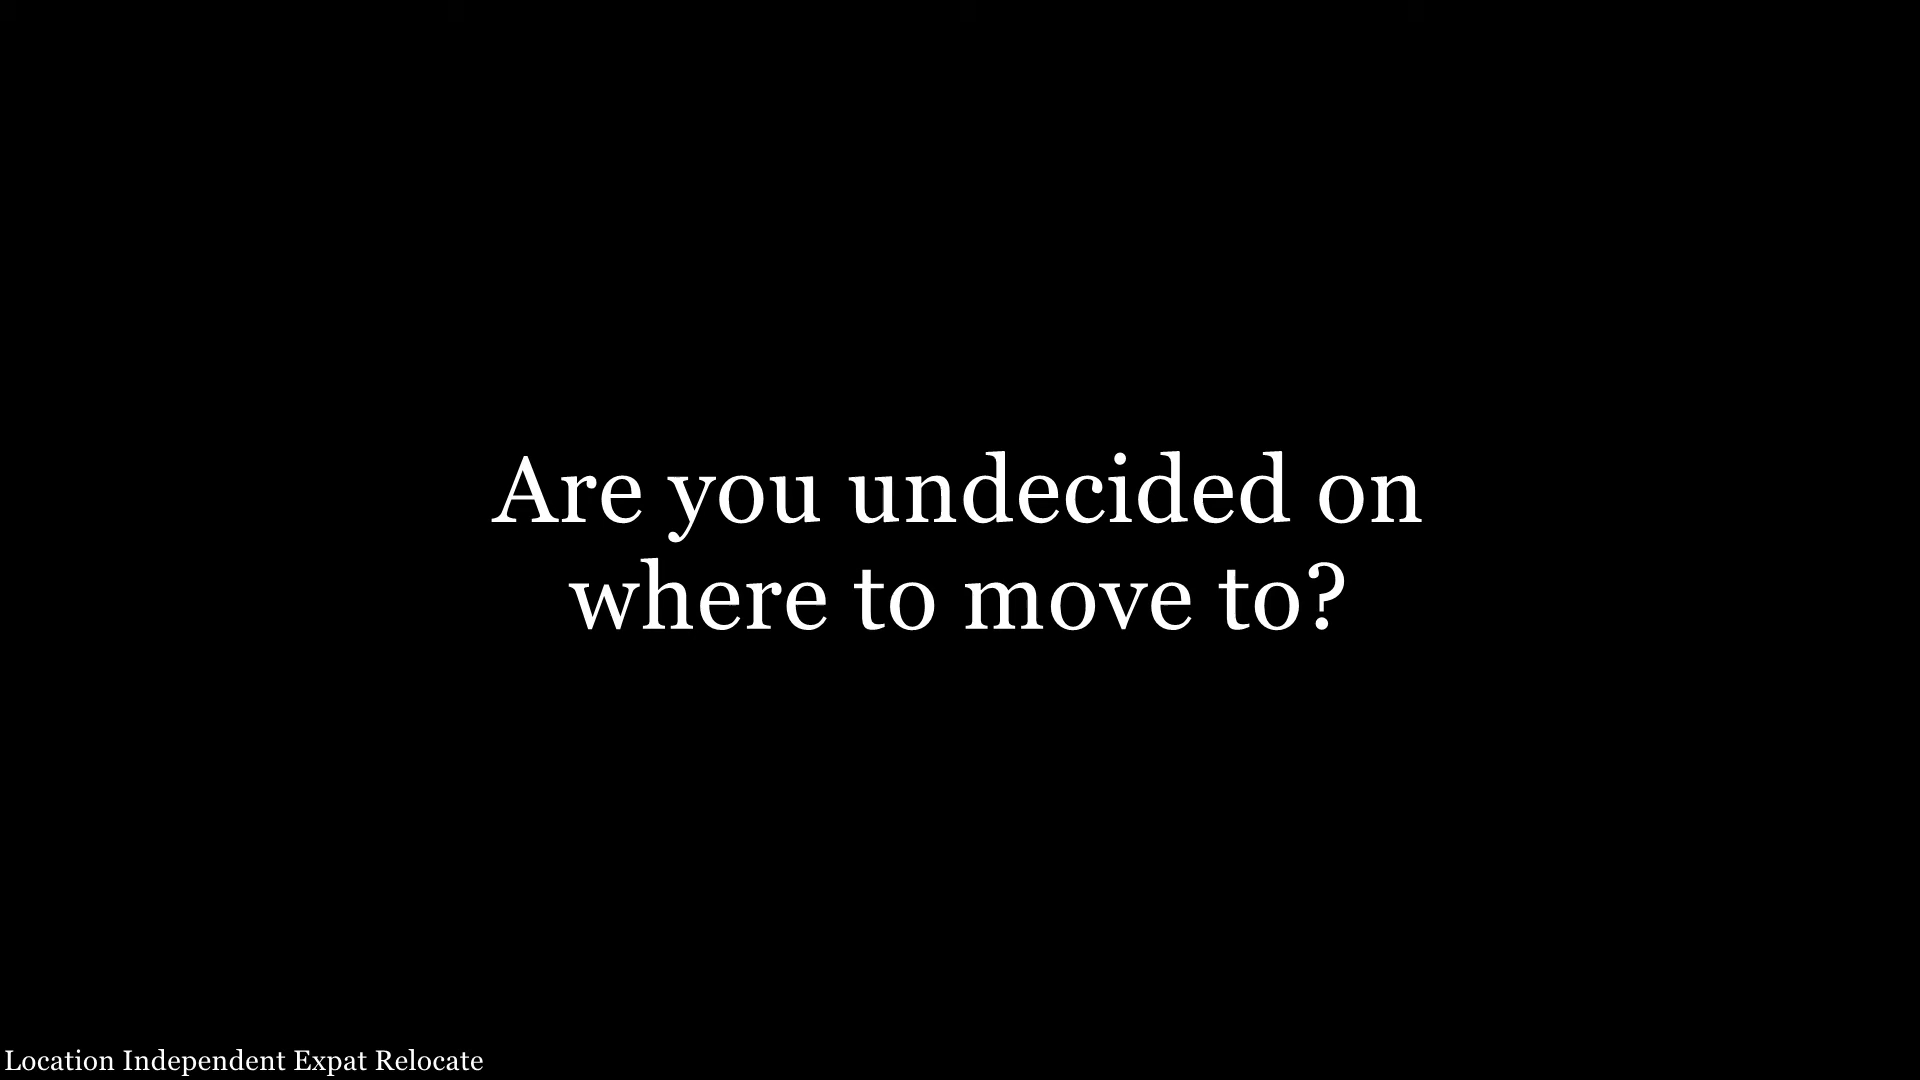 Are you undecided on
where to move to?
Location Independent Expat Relocate